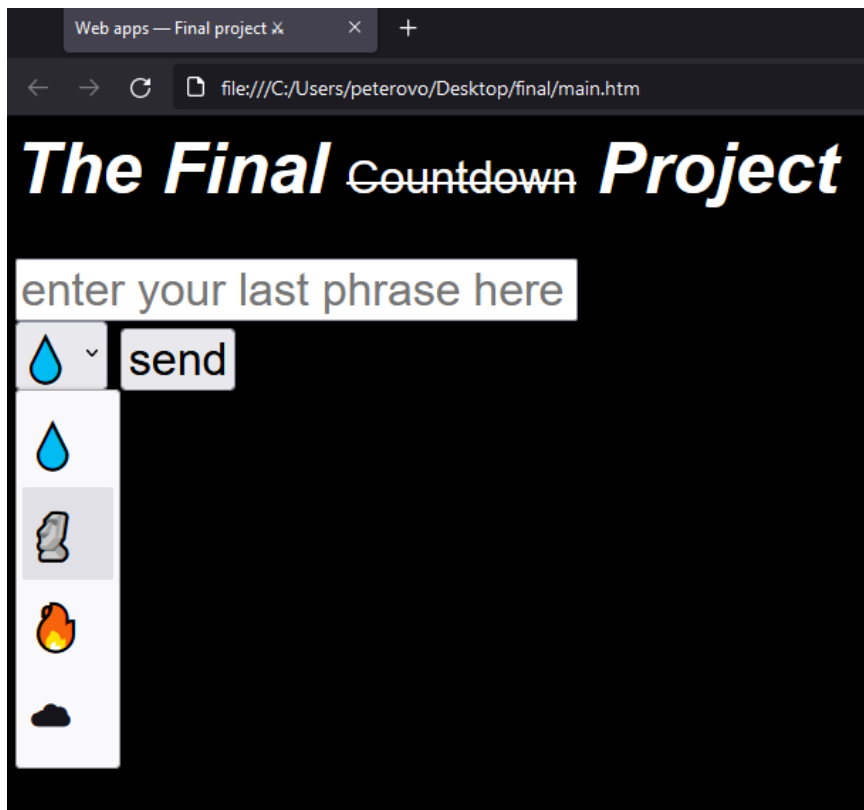 Web apps — Final project ⚔
file:///C:/Users/peterovo/Desktop/final/main.htm
The Final Countdown Project
enter your last phrase here
💧 send
💧
🗿
🔥
☁